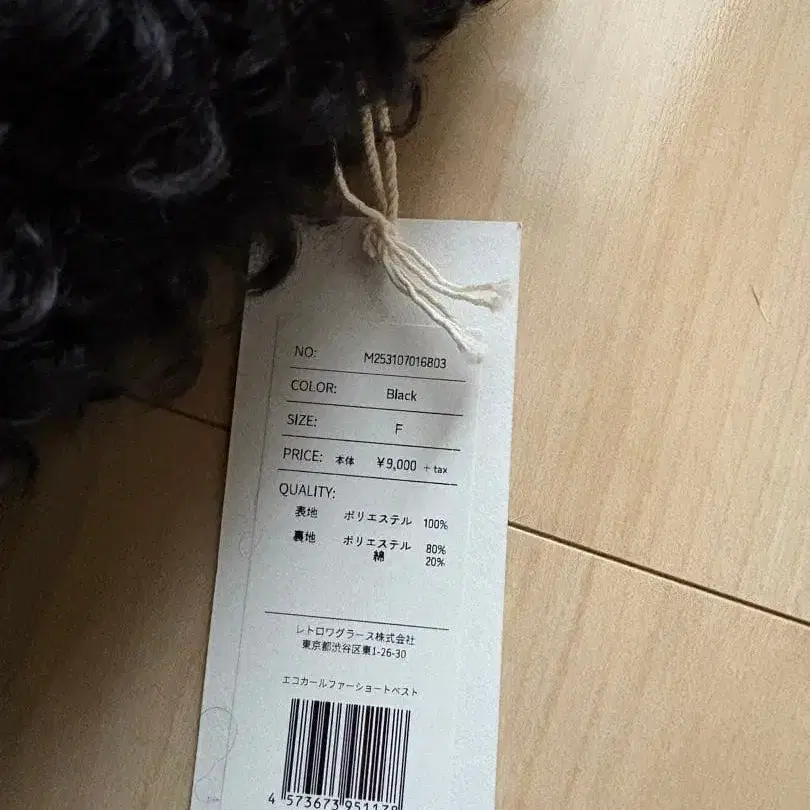 NO: M253107016803
COLOR: Black
SIZE: F
PRICE: 本体 ¥9,000 + tax
QUALITY:
表地 ポリエステル 100%
裏地 ポリエステル 80%
綿 20%
レトロワグラース株式会社
東京都渋谷区東1-26-30
エコカールファーショートベスト
4 573673 951138